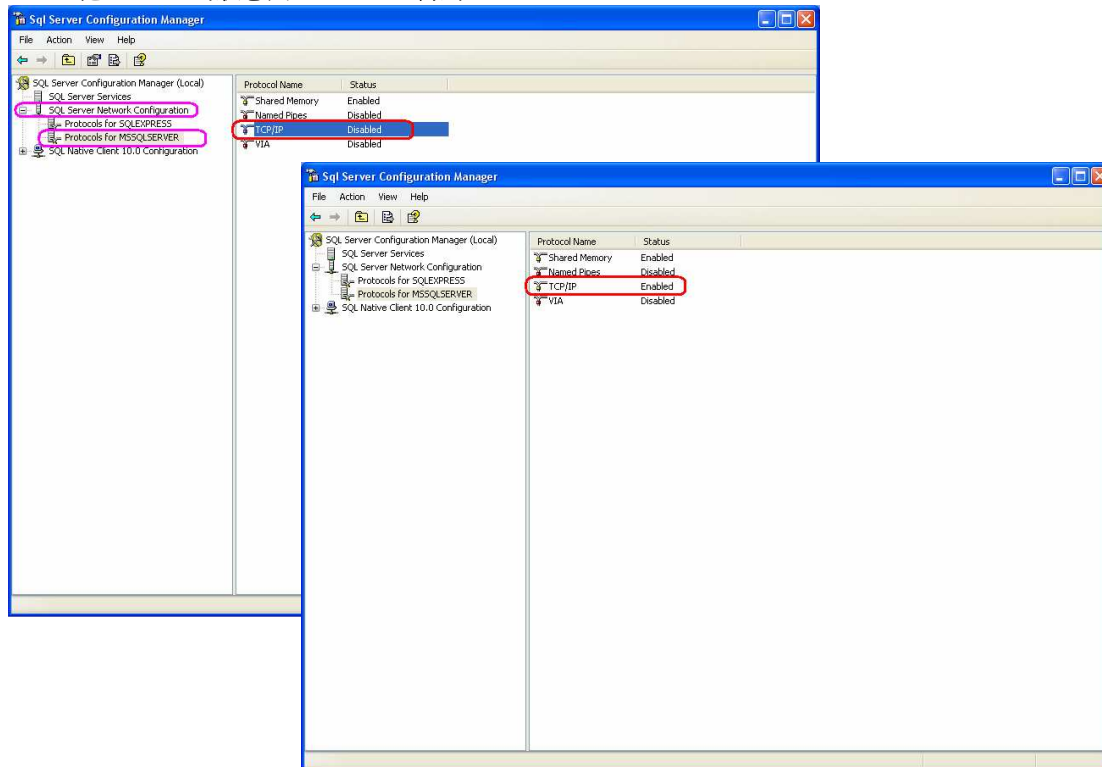 Sql Server Configuration Manager
File Action View Help
SQL Server Configuration Manager (Local)
SQL Server Services
SQL Server Network Configuration
Protocols for SQLEXPRESS
Protocols for MSSQLSERVER
SQL Native Client 10.0 Configuration
Protocol Name Status
Shared Memory Enabled
Named Pipes Disabled
TCP/IP Disabled
VIA Disabled
Sql Server Configuration Manager
File Action View Help
SQL Server Configuration Manager (Local)
SQL Server Services
SQL Server Network Configuration
Protocols for SQLEXPRESS
Protocols for MSSQLSERVER
SQL Native Client 10.0 Configuration
Protocol Name Status
Shared Memory Enabled
Named Pipes Disabled
TCP/IP Enabled
VIA Disabled